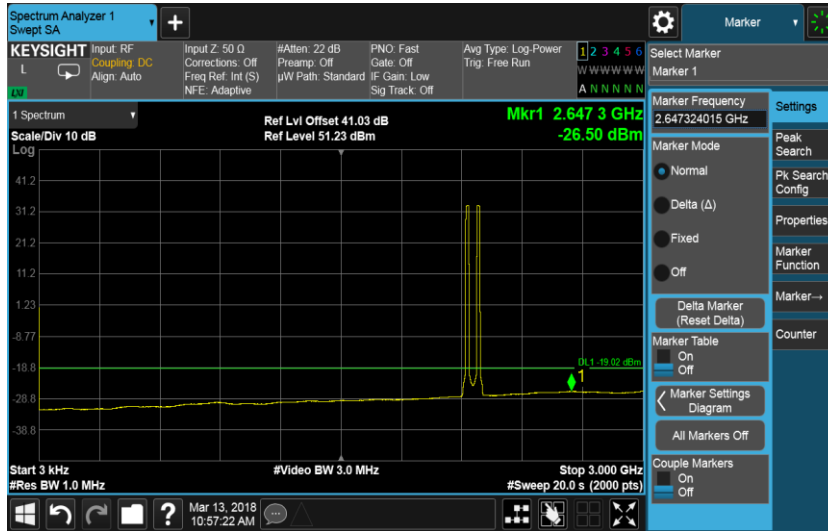 Spectrum Analyzer 1
Swept SA
Marker
KEYSIGHT
L
LXI
Input: RF
Coupling: DC
Align: Auto
Input Z: 50 Ω
Corrections: Off
Freq Ref: Int (S)
NFE: Adaptive
#Atten: 22 dB
Preamp: Off
µW Path: Standard
PNO: Fast
Gate: Off
IF Gain: Low
Sig Track: Off
Avg Type: Log-Power
Trig: Free Run
1 2 3 4 5 6
W W W W W W
A N N N N N
Select Marker
Marker 1
1 Spectrum
Scale/Div 10 dB
Log
Ref Lvl Offset 41.03 dB
Ref Level 51.23 dBm
Mkr1 2.647 3 GHz
-26.50 dBm
41.2
31.2
21.2
11.2
1.23
-8.77
-18.8
-28.8
-38.8
DL1 -19.02 dBm
1
Start 3 kHz
#Res BW 1.0 MHz
#Video BW 3.0 MHz
Stop 3.000 GHz
#Sweep 20.0 s (2000 pts)
Marker Frequency
2.647324015 GHz
Marker Mode
Normal
Delta (Δ)
Fixed
Off
Delta Marker
(Reset Delta)
Marker Table
On
Off
Marker Settings
Diagram
All Markers Off
Couple Markers
On
Off
Settings
Peak
Search
Pk Search
Config
Properties
Marker
Function
Marker→
Counter
?
Mar 13, 2018
10:57:22 AM